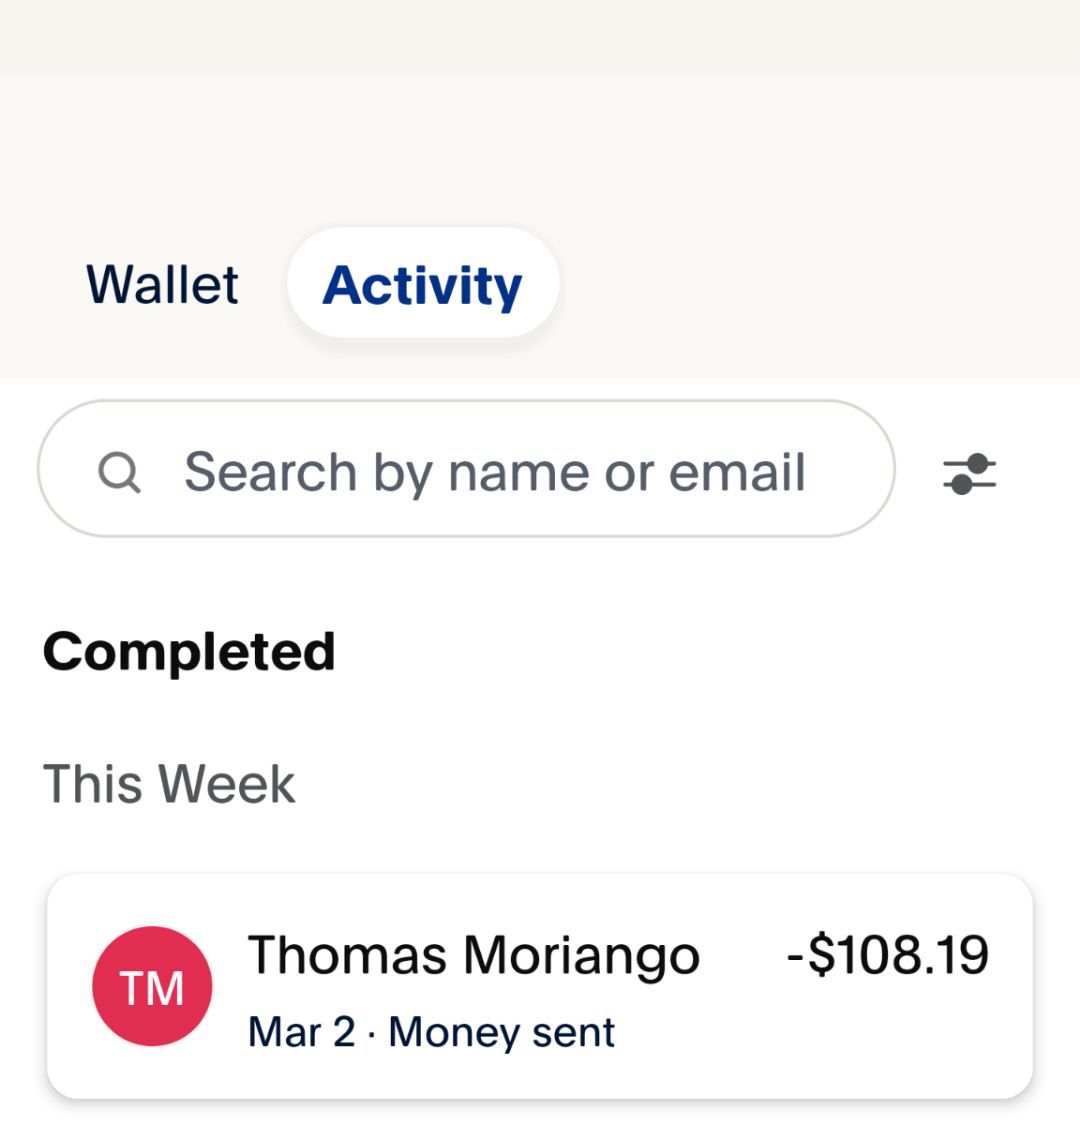 Wallet Activity
Search by name or email
Completed
This Week
TM Thomas Moriango -$108.19
Mar 2 · Money sent